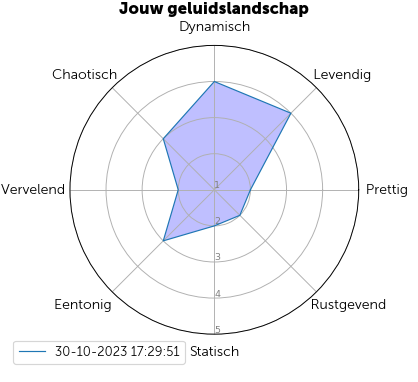 Jouw geluidslandschap
Dynamisch
Chaotisch
Levendig
Vervelend
1
Prettig
2
3
4
Eentonig
Rustgevend
5
30-10-2023 17:29:51
Statisch